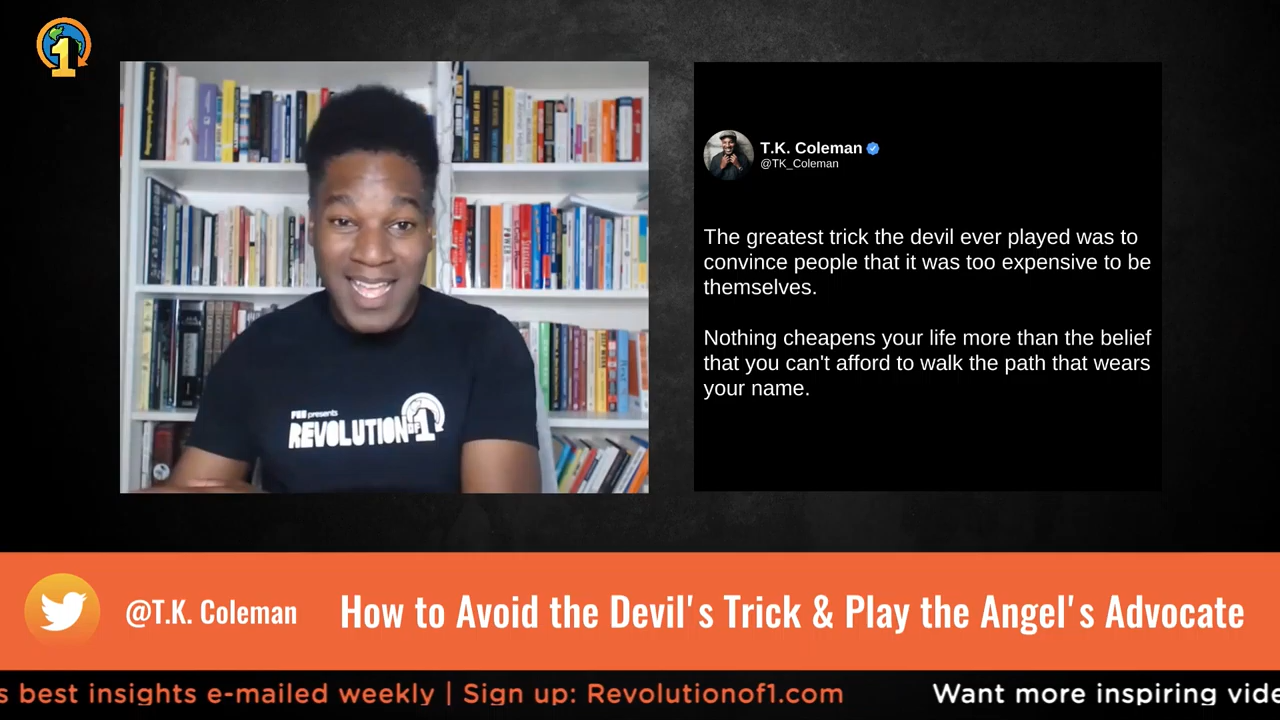 1
T.K. Coleman
@TK_Coleman
The greatest trick the devil ever played was to
convince people that it was too expensive to be
themselves.
Nothing cheapens your life more than the belief
that you can't afford to walk the path that wears
your name.
FEE presents
REVOLUTION OF 1
@T.K. Coleman
How to Avoid the Devil's Trick & Play the Angel's Advocate
s best insights e-mailed weekly | Sign up: Revolutionof1.com
Want more inspiring vide